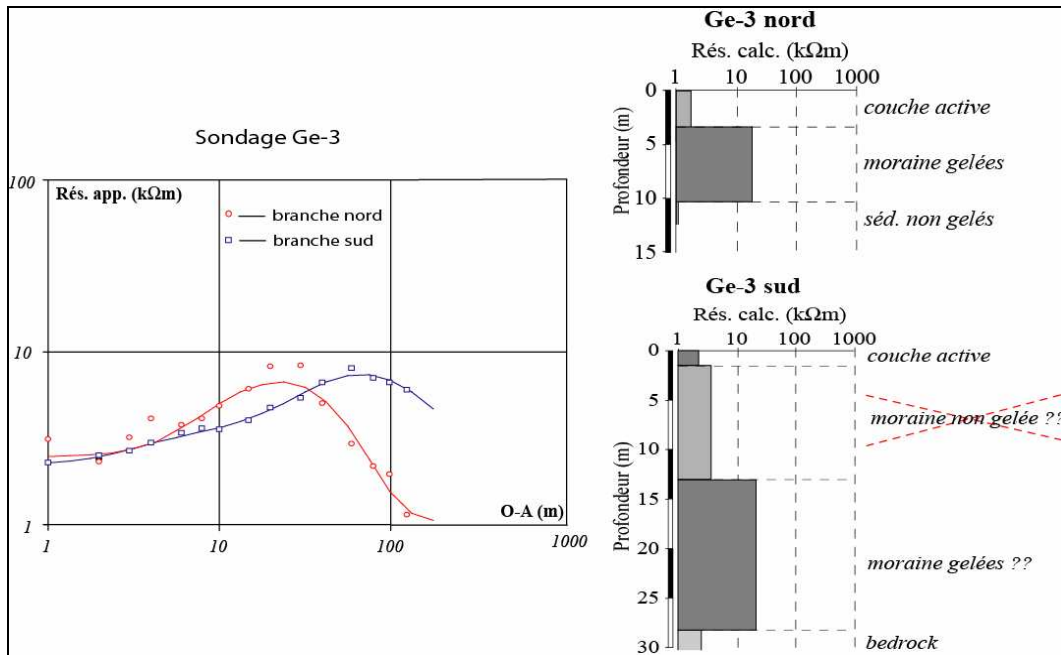 Sondage Ge-3
Rés. app. (kΩm)
branche nord
branche sud
O-A (m)
100
10
1
1
10
100
1000
Ge-3 nord
Rés. calc. (kΩm)
1 10 100 1000
Profondeur (m)
0
5
10
15
couche active
moraine gelées
séd. non gelés
Ge-3 sud
Rés. calc. (kΩm)
1 10 100 1000
Profondeur (m)
0
5
10
15
20
25
30
couche active
moraine non gelée ??
moraine gelées ??
bedrock